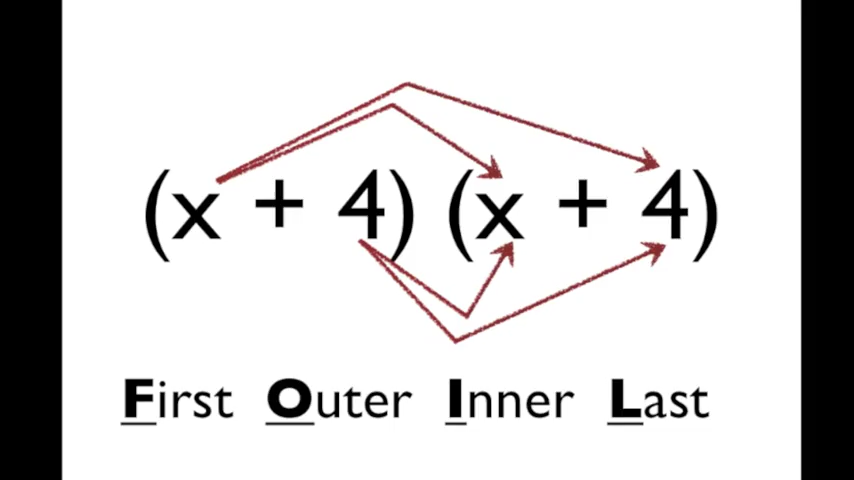 (x + 4) (x + 4)
First Outer Inner Last